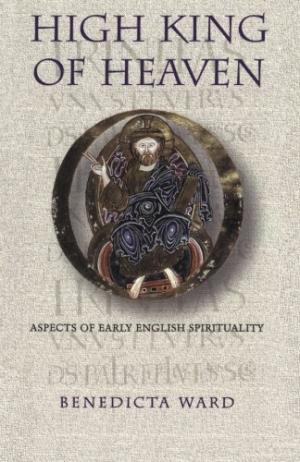 HIGH KING
OF HEAVEN
ASPECTS OF EARLY ENGLISH SPIRITUALITY
BENEDICTA WARD